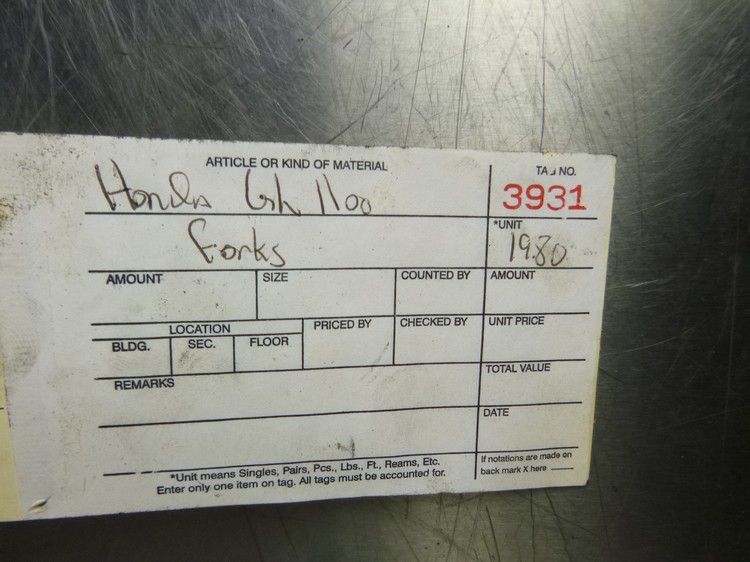 ARTICLE OR KIND OF MATERIAL
TAG NO.
Honda Gh 1100
3931
Forks
*UNIT
1980
AMOUNT
SIZE
COUNTED BY
AMOUNT
LOCATION
PRICED BY
CHECKED BY
UNIT PRICE
BLDG.
SEC.
FLOOR
REMARKS
TOTAL VALUE
DATE
*Unit means Singles, Pairs, Pcs., Lbs., Ft., Reams, Etc.
Enter only one item on tag. All tags must be accounted for.
If notations are made on
back mark X here